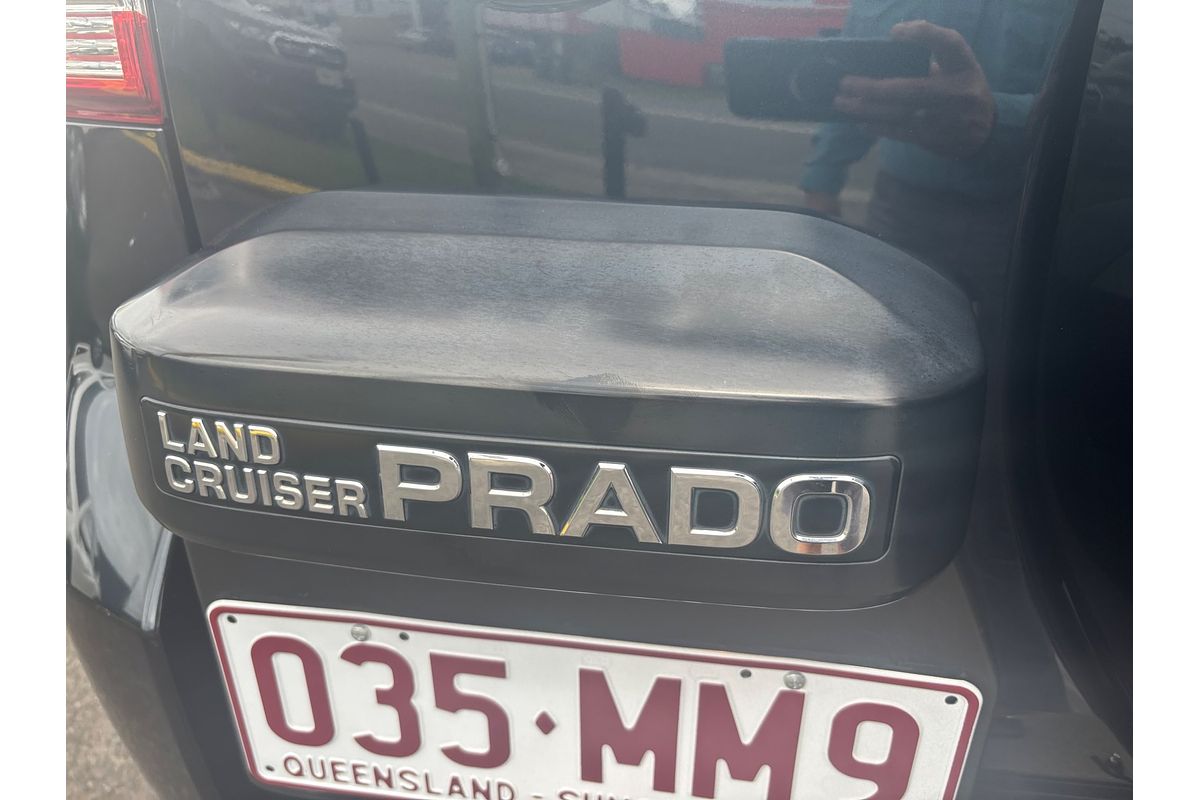 LAND
CRUISER PRADO
035·MM9
QUEENSLAND -